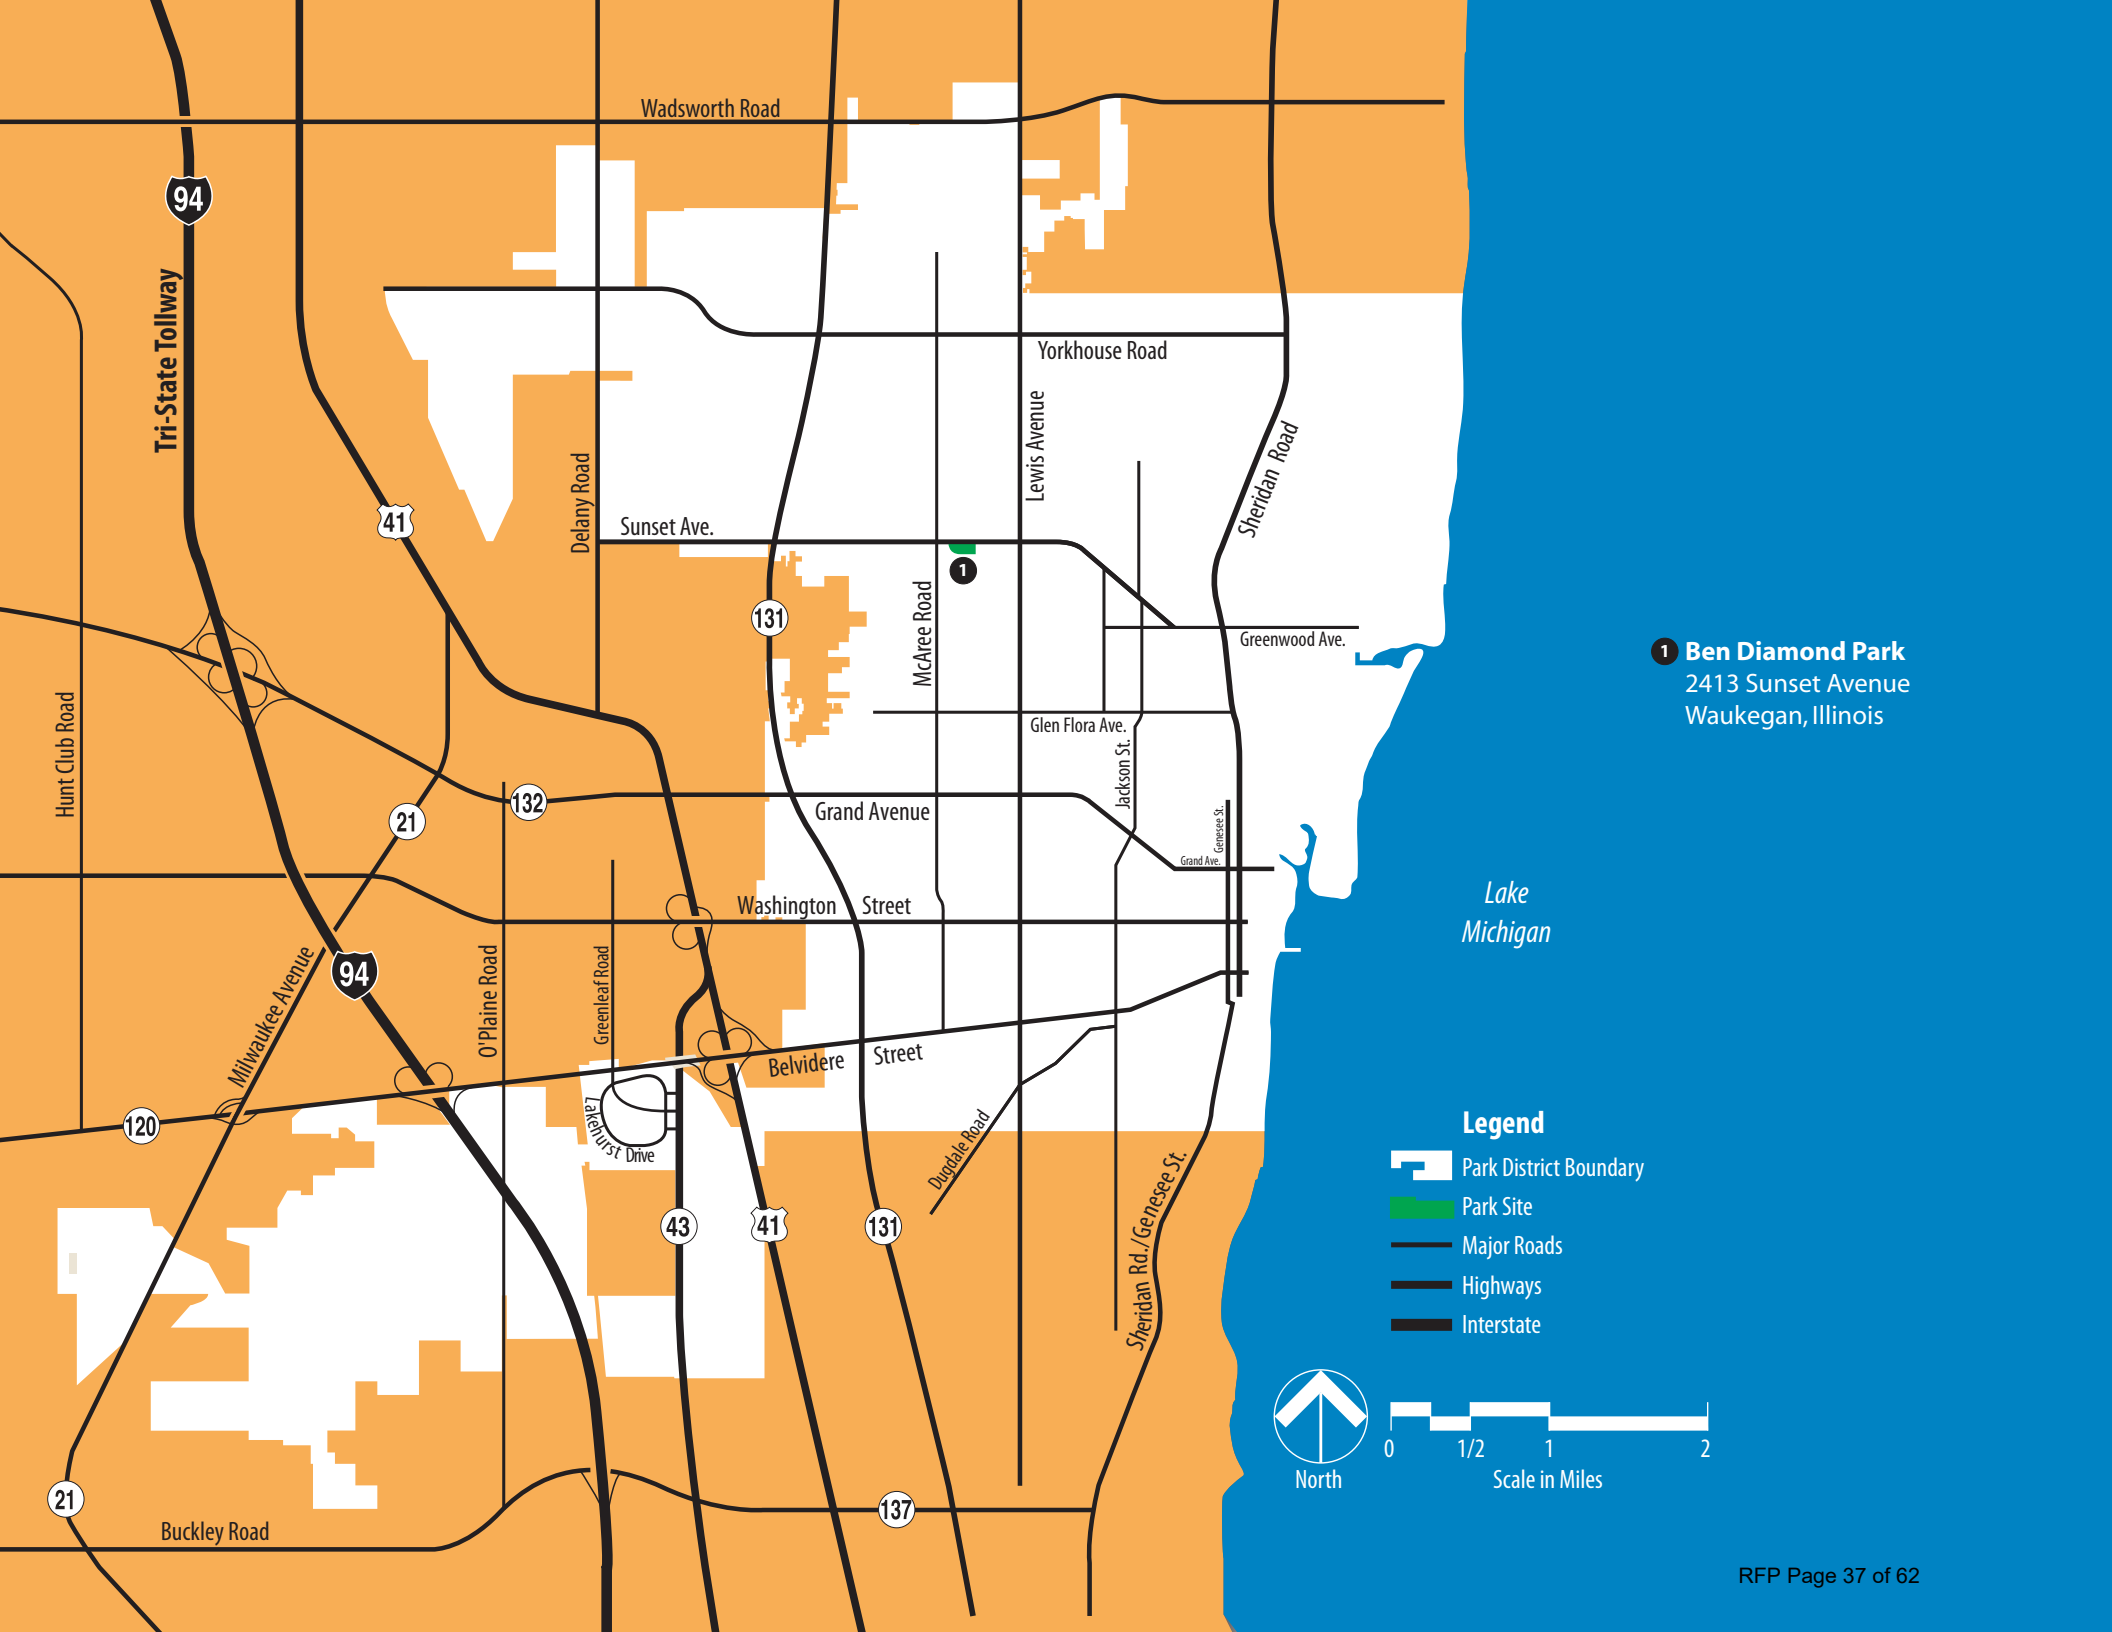 Wadsworth Road
94
Tri-State Tollway
Yorkhouse Road
Lewis Avenue
Sheridan Road
41
Delany Road
Sunset Ave.
1
131
McAree Road
Greenwood Ave.
1 Ben Diamond Park
2413 Sunset Avenue
Waukegan, Illinois
Hunt Club Road
Glen Flora Ave.
Jackson St.
132
21
Grand Avenue
Genesee St.
Grand Ave.
Washington Street
Lake
Michigan
94
Milwaukee Avenue
O'Plaine Road
Greenleaf Road
Belvidere Street
120
Lakehurst Drive
Dugdale Road
43
41
131
Sheridan Rd./Genesee St.
Legend
Park District Boundary
Park Site
Major Roads
Highways
Interstate
0 1/2 1 2
North
Scale in Miles
21
137
Buckley Road
RFP Page 37 of 62